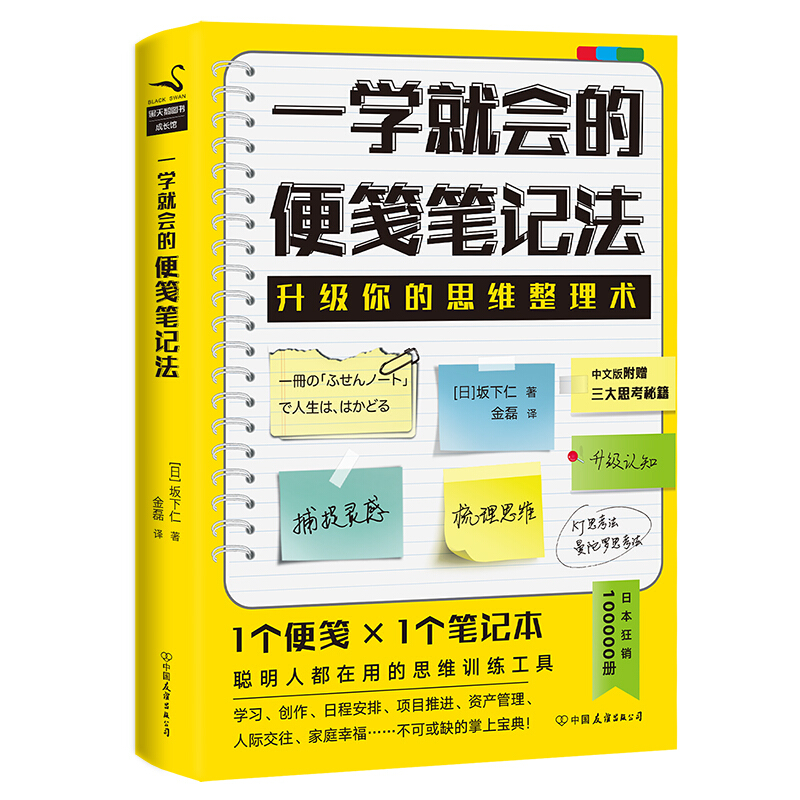 BLACK SWAN
黑天鹅图书
成长馆
一学就会的便笺笔记法
[日]坂下仁 著
金磊 译
中国友谊出版公司
一学就会的
便笺笔记法
升级你的思维整理术
一冊の「ふせんノート」
で人生は、はかどる
[日]坂下仁 著
金磊 译
中文版附赠
三大思考秘籍
升级认知
捕捉灵感
梳理思维
KJ思考法
曼陀罗思考法
日本狂销
100000册
1个便笺×1个笔记本
聪明人都在用的思维训练工具
学习、创作、日程安排、项目推进、资产管理、
人际交往、家庭幸福……不可或缺的掌上宝典!
中国友谊出版公司